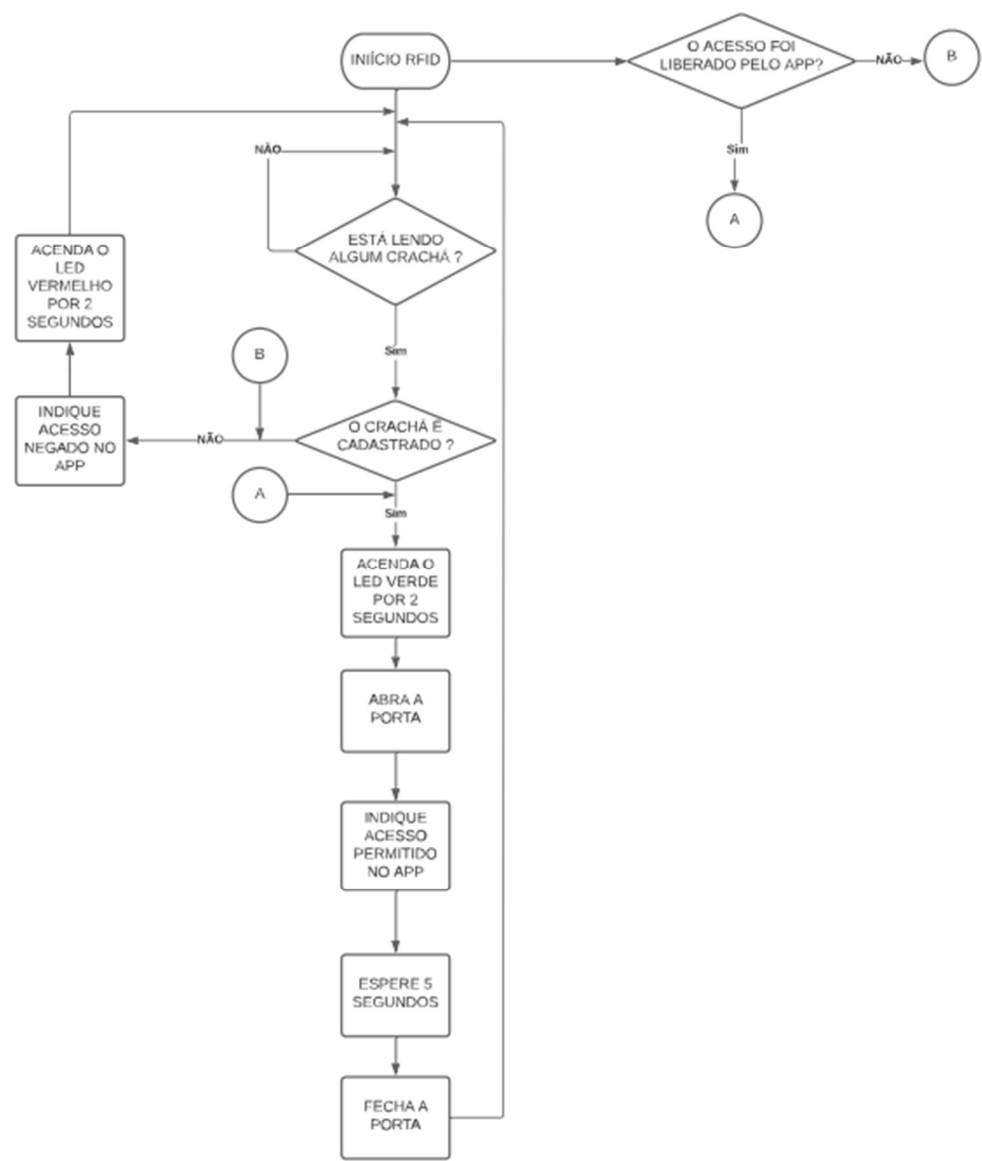 INIÍCIO RFID
O ACESSO FOI
LIBERADO PELO APP?
NÃO
B
Sim
A
NÃO
ESTÁ LENDO
ALGUM CRACHÁ ?
ACENDA O
LED
VERMELHO
POR 2
SEGUNDOS
Sim
B
INDIQUE
ACESSO
NEGADO NO
APP
NÃO
O CRACHÁ É
CADASTRADO ?
A
Sim
ACENDA O
LED VERDE
POR 2
SEGUNDOS
ABRA A
PORTA
INDIQUE
ACESSO
PERMITIDO
NO APP
ESPERE 5
SEGUNDOS
FECHA A
PORTA